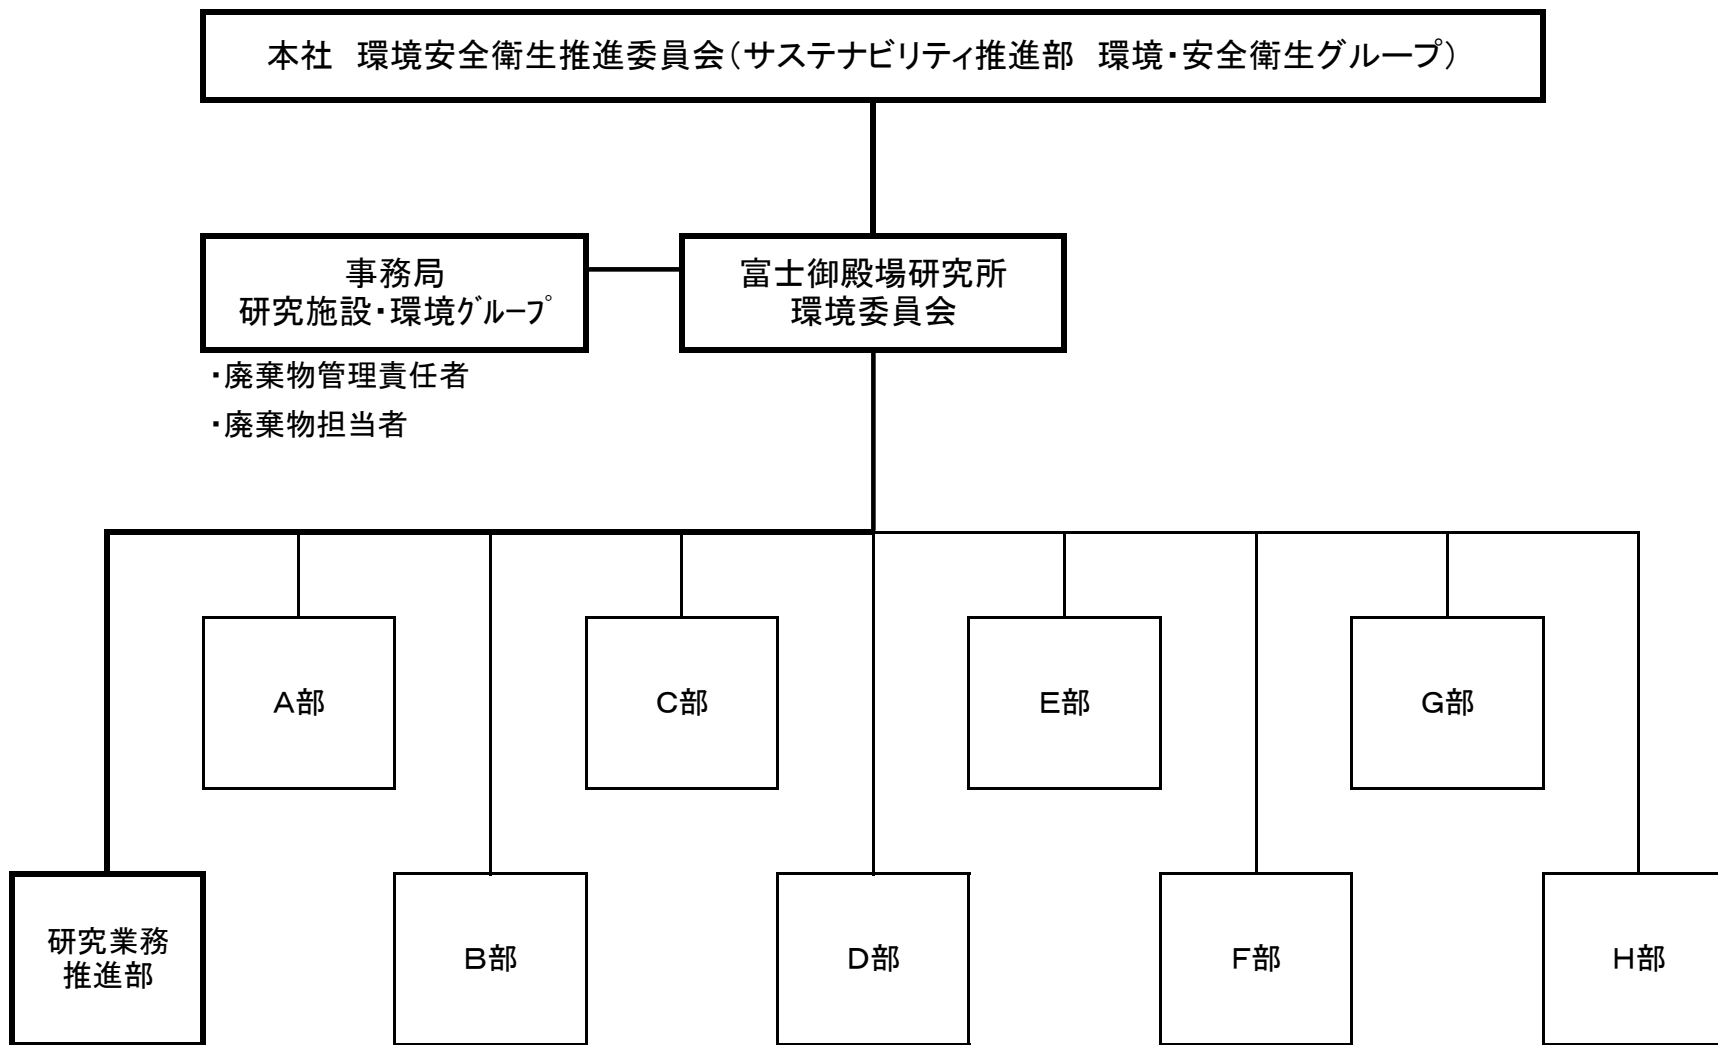 本社　環境安全衛生推進委員会（サステナビリティ推進部　環境・安全衛生グループ）
事務局
研究施設・環境ｸﾞﾙｰﾌﾟ
富士御殿場研究所
環境委員会
・廃棄物管理責任者
・廃棄物担当者
A部
C部
E部
G部
研究業務
推進部
B部
D部
F部
H部